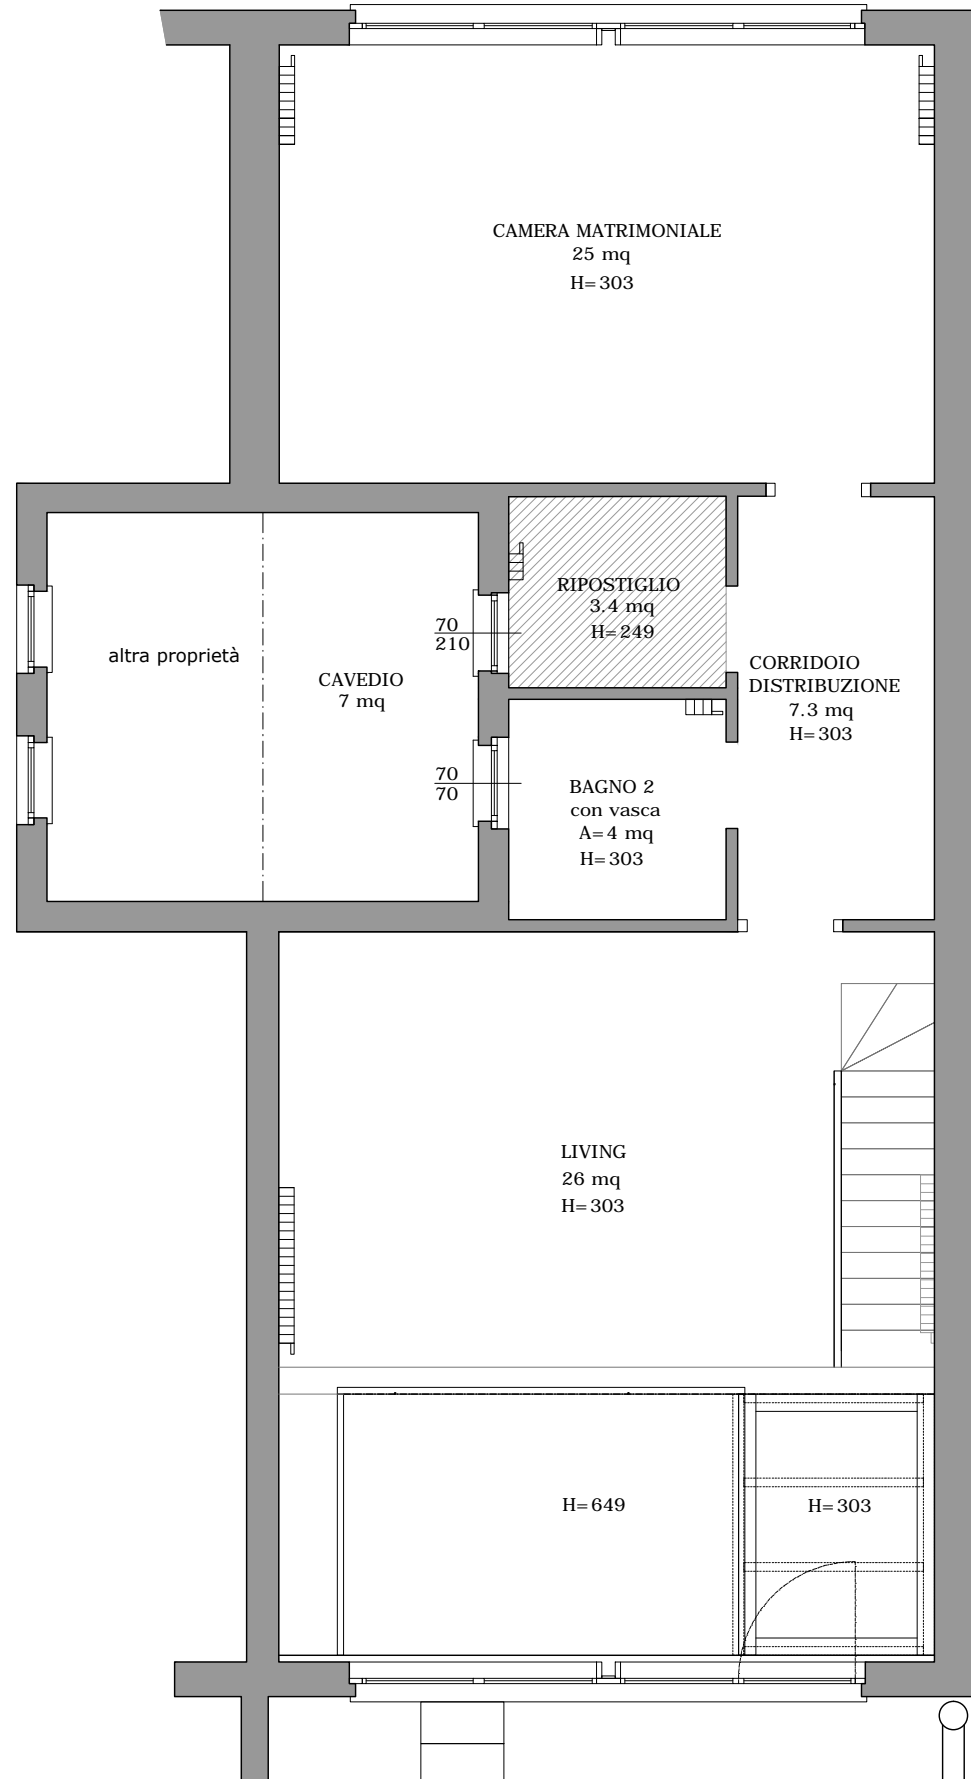 CAMERA MATRIMONIALE
25 mq
H=303
RIPOSTIGLIO
3.4 mq
H=249
70
210
altra proprietà
CAVEDIO
7 mq
CORRIDOIO
DISTRIBUZIONE
7.3 mq
H=303
70
70
BAGNO 2
con vasca
A=4 mq
H=303
LIVING
26 mq
H=303
H=649
H=303